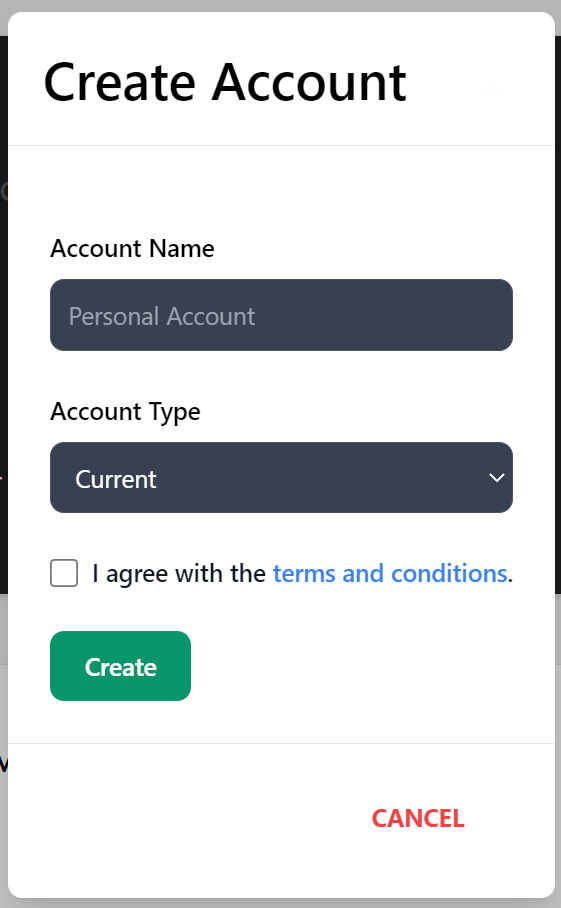 Create Account
Account Name
Personal Account
Account Type
Current
I agree with the terms and conditions.
Create
CANCEL